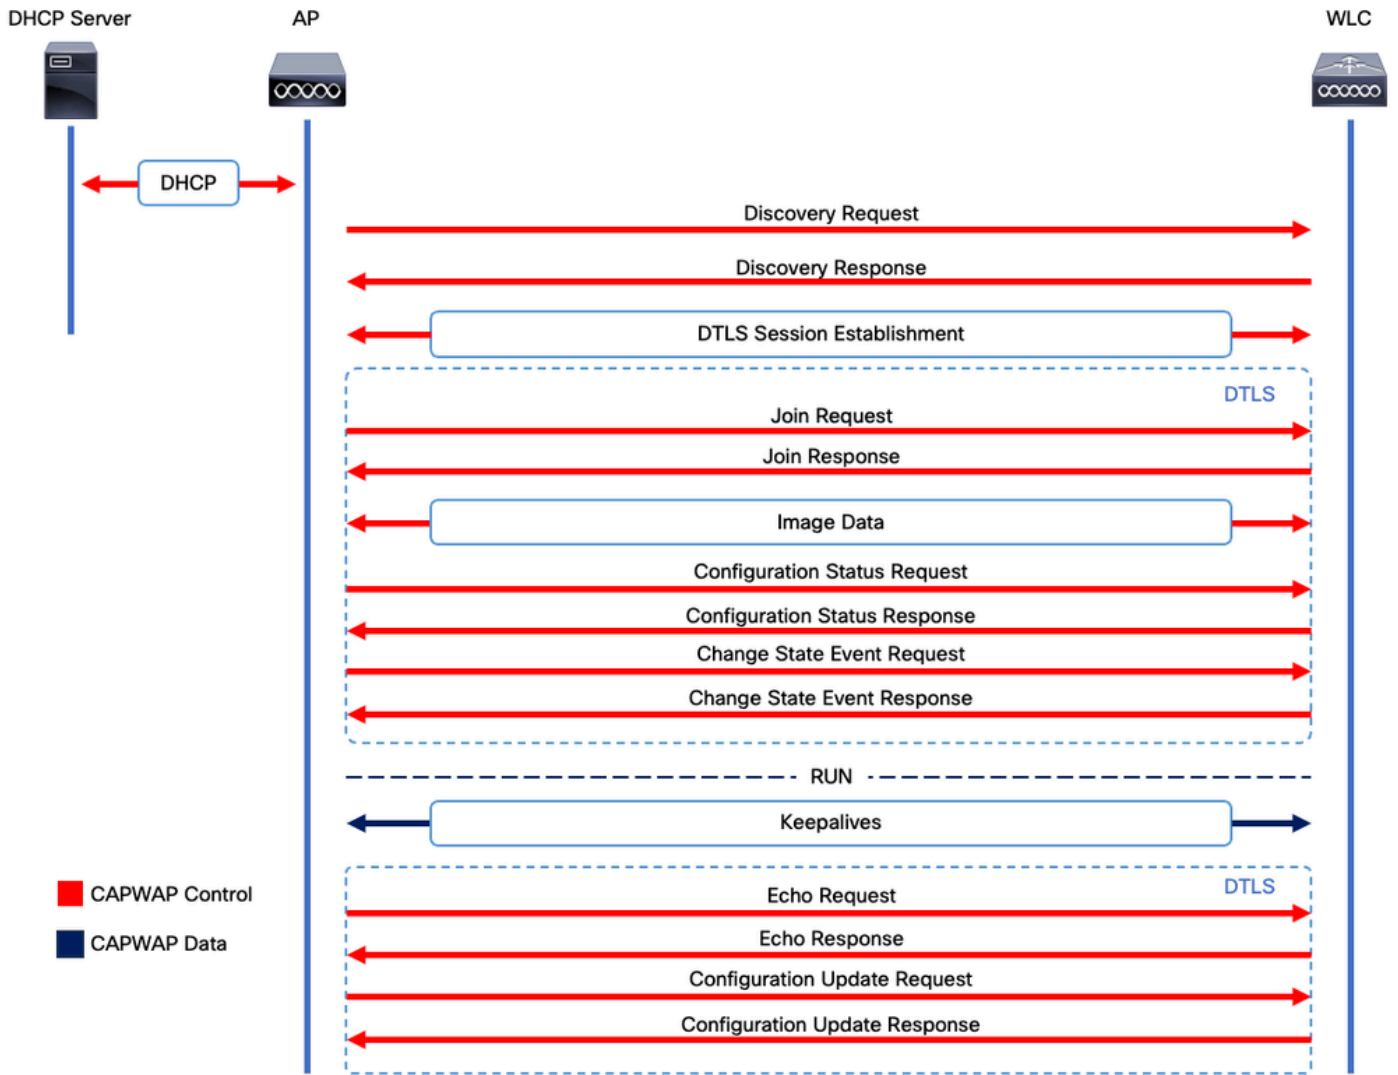 DHCP Server
AP
WLC
DHCP
Discovery Request
Discovery Response
DTLS Session Establishment
DTLS
Join Request
Join Response
Image Data
Configuration Status Request
Configuration Status Response
Change State Event Request
Change State Event Response
RUN
Keepalives
CAPWAP Control
CAPWAP Data
DTLS
Echo Request
Echo Response
Configuration Update Request
Configuration Update Response